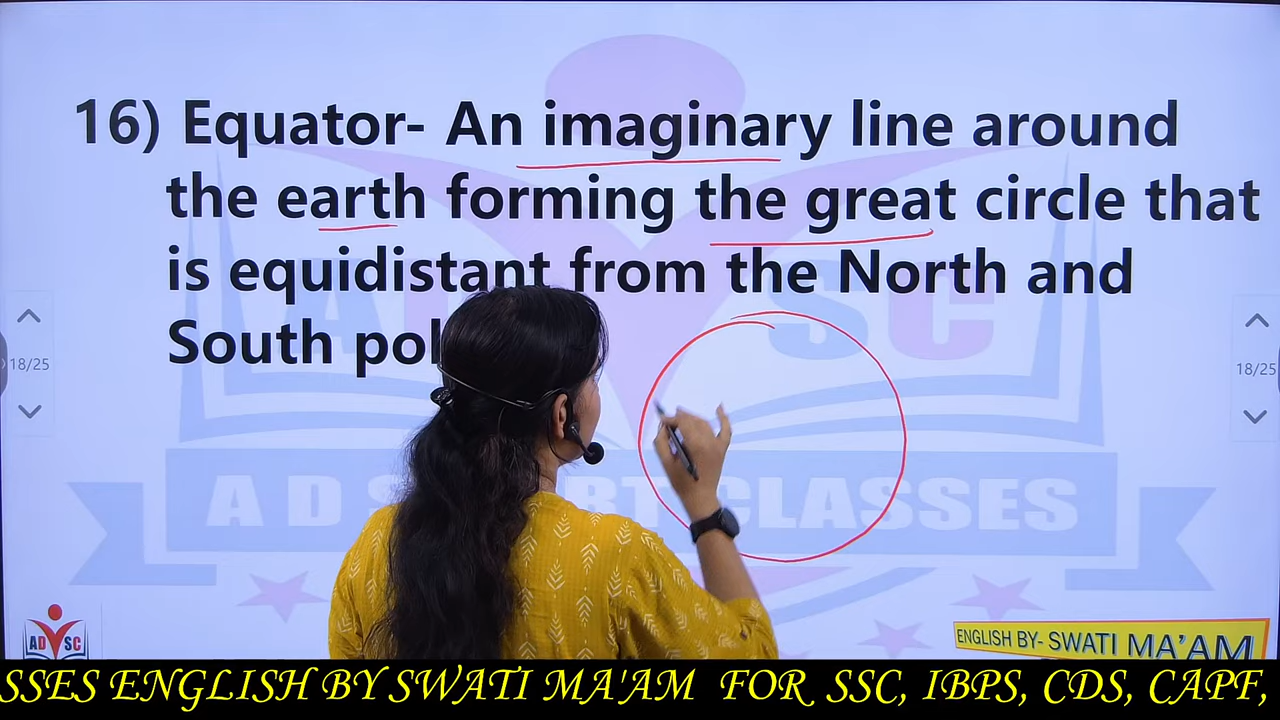 16) Equator- An imaginary line around
the earth forming the great circle that
is equidistant from the North and
South
18/25
18/25
CLASSES
ADSC
ENGLISH BY- SWATI MA'AM
SSES ENGLISH BY SWATI MA'AM FOR SSC, IBPS, CDS, CAPF,